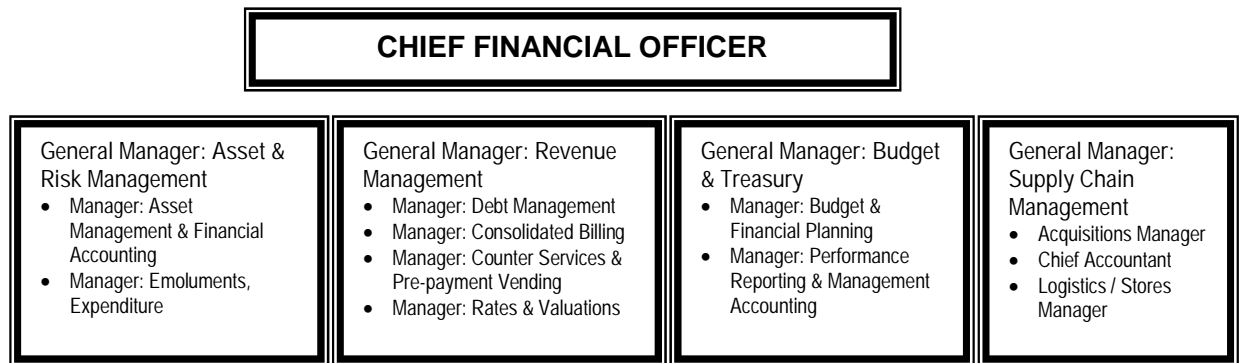 CHIEF FINANCIAL OFFICER
General Manager: Asset &
Risk Management
• Manager: Asset
Management & Financial
Accounting
• Manager: Emoluments,
Expenditure
General Manager: Revenue
Management
• Manager: Debt Management
• Manager: Consolidated Billing
• Manager: Counter Services &
Pre-payment Vending
• Manager: Rates & Valuations
General Manager: Budget
& Treasury
• Manager: Budget &
Financial Planning
• Manager: Performance
Reporting & Management
Accounting
General Manager:
Supply Chain
Management
• Acquisitions Manager
• Chief Accountant
• Logistics / Stores
Manager